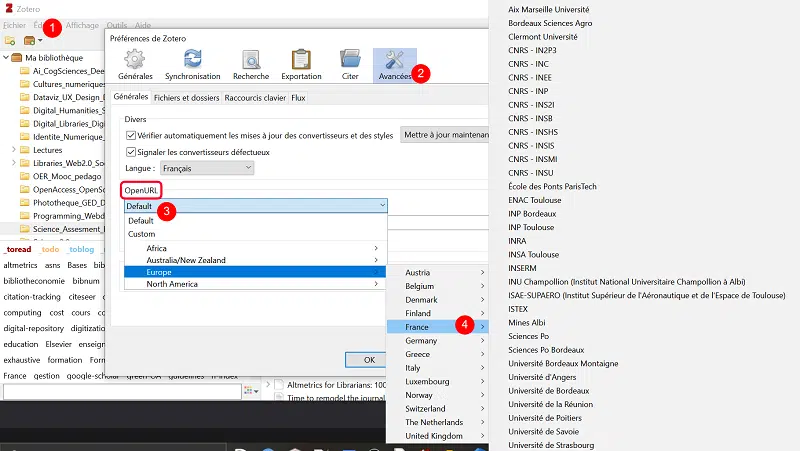 Zotero
Fichier Éd Affichage Outils Aide
1
Ma bibliothèque
Ai_CogSciences_Dee
Cultures_numeriques
Dataviz_UX_Design_D
Digital_Humanities_S
Digital_Libraries_Digi
Identite_Numerique_
Lectures
Libraries_Web2.0_So
OER_Mooc_pedago
OpenAccess_OpenSc
Phototheque_GED_D
Programming_Webd
Science_Assesment_P
_toread _todo _toblog
altmetrics asns Bases bib
bibliotheconomie bibnum
citation-tracking citeseer
computing cost cours co
digital-repository digitizatio
education Elsevier enseign
exhaustive formation Forn
France gestion google-scholar green-OA guidelines h-index
Préférences de Zotero
Générales
Synchronisation
Recherche
Exportation
Citer
Avancées
2
Générales Fichiers et dossiers Raccourcis clavier Flux
Divers
Vérifier automatiquement les mises à jour des convertisseurs et des styles
Mettre à jour maintenan
Signaler les convertisseurs défectueux
Langue : Français
OpenURL
Default
3
Default
Custom
Africa
Australia/New Zealand
Europe
North America
OK
Altmetrics for Librarians: 100
Time to remodel the journal
Austria
Belgium
Denmark
Finland
France
4
Germany
Greece
Italy
Luxembourg
Norway
Switzerland
The Netherlands
United Kingdom
Aix Marseille Université
Bordeaux Sciences Agro
Clermont Université
CNRS - IN2P3
CNRS - INC
CNRS - INEE
CNRS - INP
CNRS - INS2I
CNRS - INSB
CNRS - INSHS
CNRS - INSIS
CNRS - INSMI
CNRS - INSU
École des Ponts ParisTech
ENAC Toulouse
INP Bordeaux
INP Toulouse
INRA
INSA Toulouse
INSERM
INU Champollion (Institut National Universitaire Champollion à Albi)
ISAE-SUPAERO (Institut Supérieur de l'Aéronautique et de l'Espace de Toulouse)
ISTEX
Mines Albi
Sciences Po
Sciences Po Bordeaux
Université Bordeaux Montaigne
Université d'Angers
Université de Bordeaux
Université de la Réunion
Université de Poitiers
Université de Savoie
Université de Strasbourg